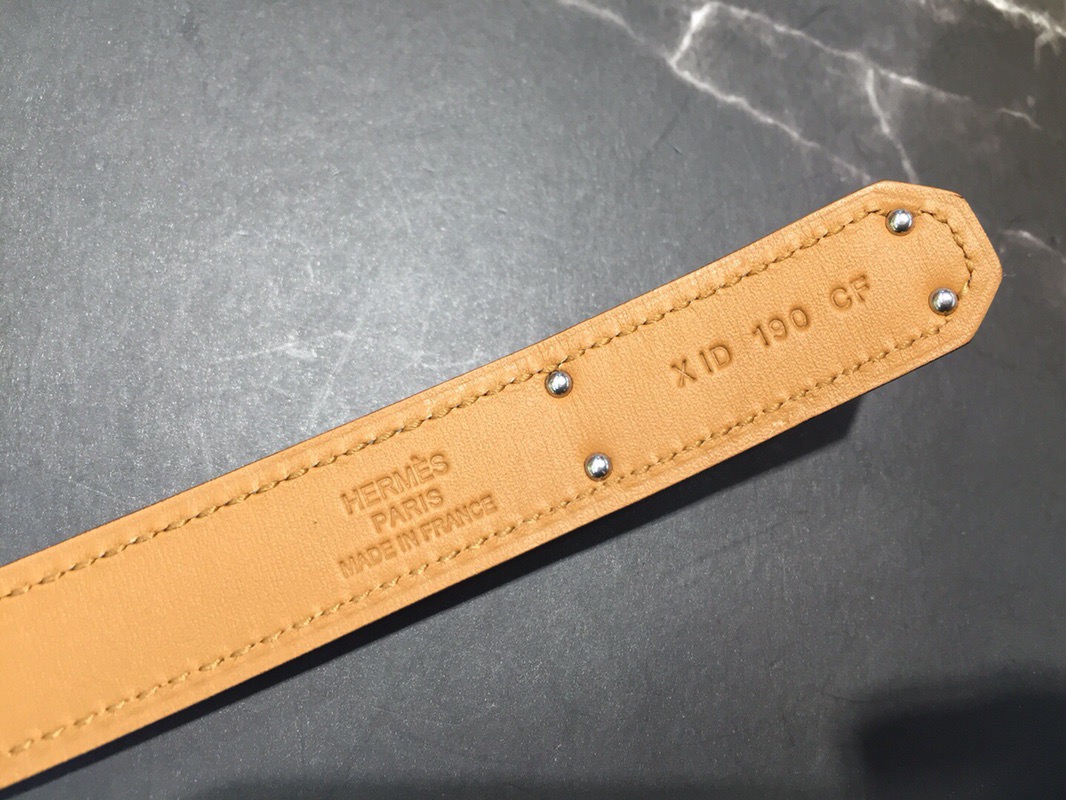 HERMÈS
PARIS
MADE IN FRANCE
X ID 190 CF